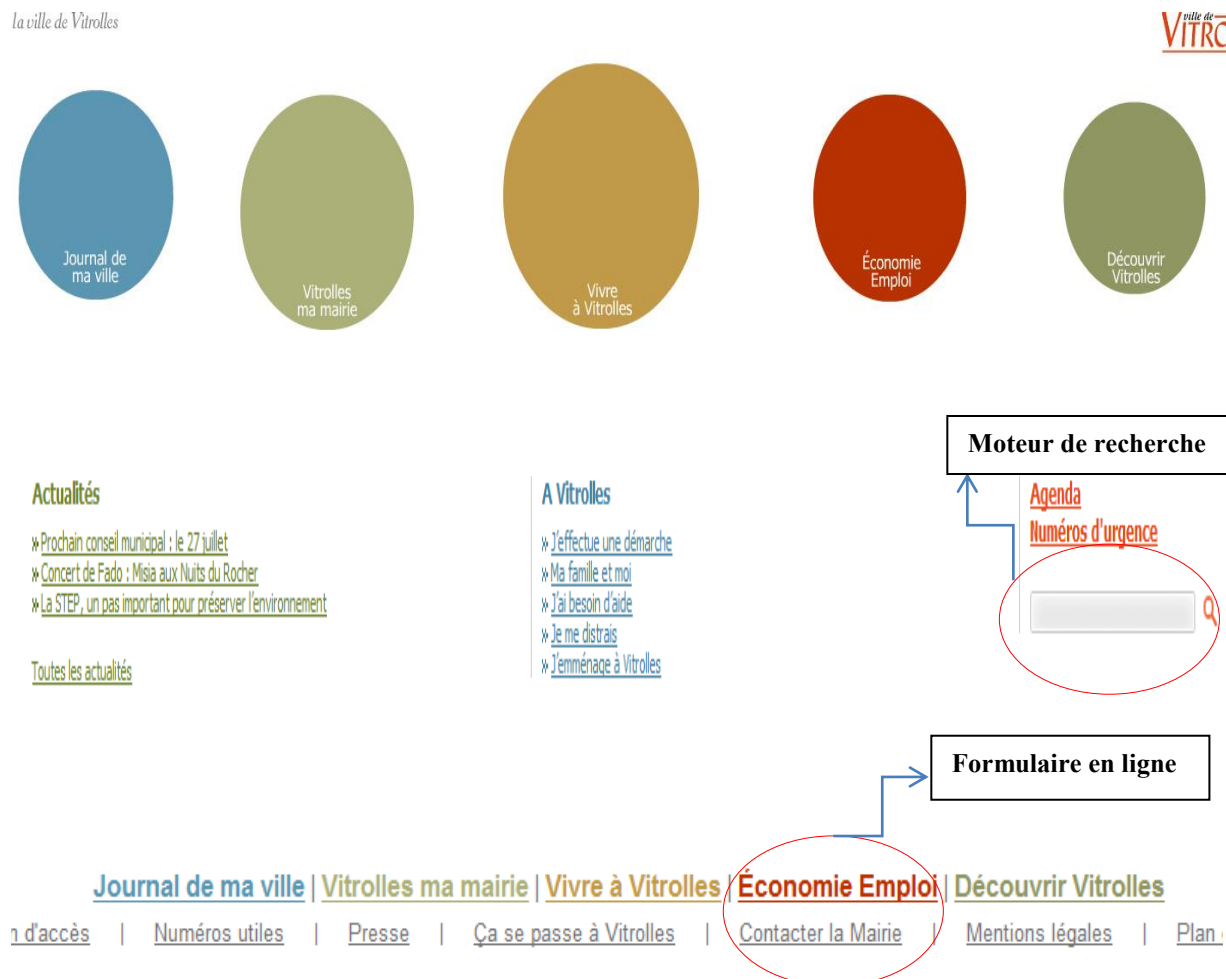 la ville de Vitrolles
ville de
VITRO
Journal de
ma ville
Vitrolles
ma mairie
Vivre
à Vitrolles
Économie
Emploi
Découvrir
Vitrolles
Moteur de recherche
Actualités
» Prochain conseil municipal : le 27 juillet
» Concert de Fado : Misia aux Nuits du Rocher
» La STEP, un pas important pour préserver l'environnement
Toutes les actualités
A Vitrolles
» J'effectue une démarche
» Ma famille et moi
» J'ai besoin d'aide
» Je me distrais
» J'emménage à Vitrolles
Agenda
Numéros d'urgence
Formulaire en ligne
Journal de ma ville | Vitrolles ma mairie | Vivre à Vitrolles | Économie Emploi | Découvrir Vitrolles
n d'accès | Numéros utiles | Presse | Ça se passe à Vitrolles | Contacter la Mairie | Mentions légales | Plan